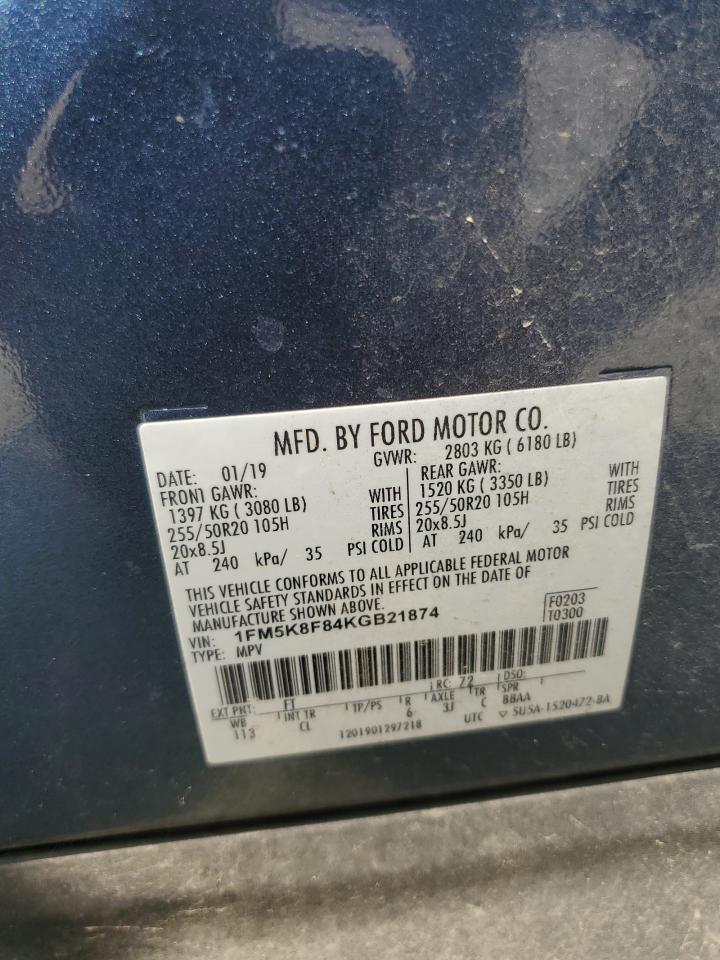 MFD. BY FORD MOTOR CO.
DATE: 01/19 GVWR: 2803 KG ( 6180 LB)
FRONT GAWR: REAR GAWR:
1397 KG ( 3080 LB) WITH 1520 KG ( 3350 LB) WITH
255/50R20 105H TIRES 255/50R20 105H TIRES
20x8.5J RIMS 20x8.5J RIMS
AT 240 kPa/ 35 PSI COLD AT 240 kPa/ 35 PSI COLD
THIS VEHICLE CONFORMS TO ALL APPLICABLE FEDERAL MOTOR
VEHICLE SAFETY STANDARDS IN EFFECT ON THE DATE OF
MANUFACTURE SHOWN ABOVE.
VIN: 1FM5K8F84KGB21874 F0203
TYPE: MPV T0300
EXT PNT: FT RC: 72 DSO:
WB INT TR TP/PS R AXLE TR SPR
113 CL 6 3J C BBAA
1201901297218 UTC ▽ 5U5A-1520472-BA